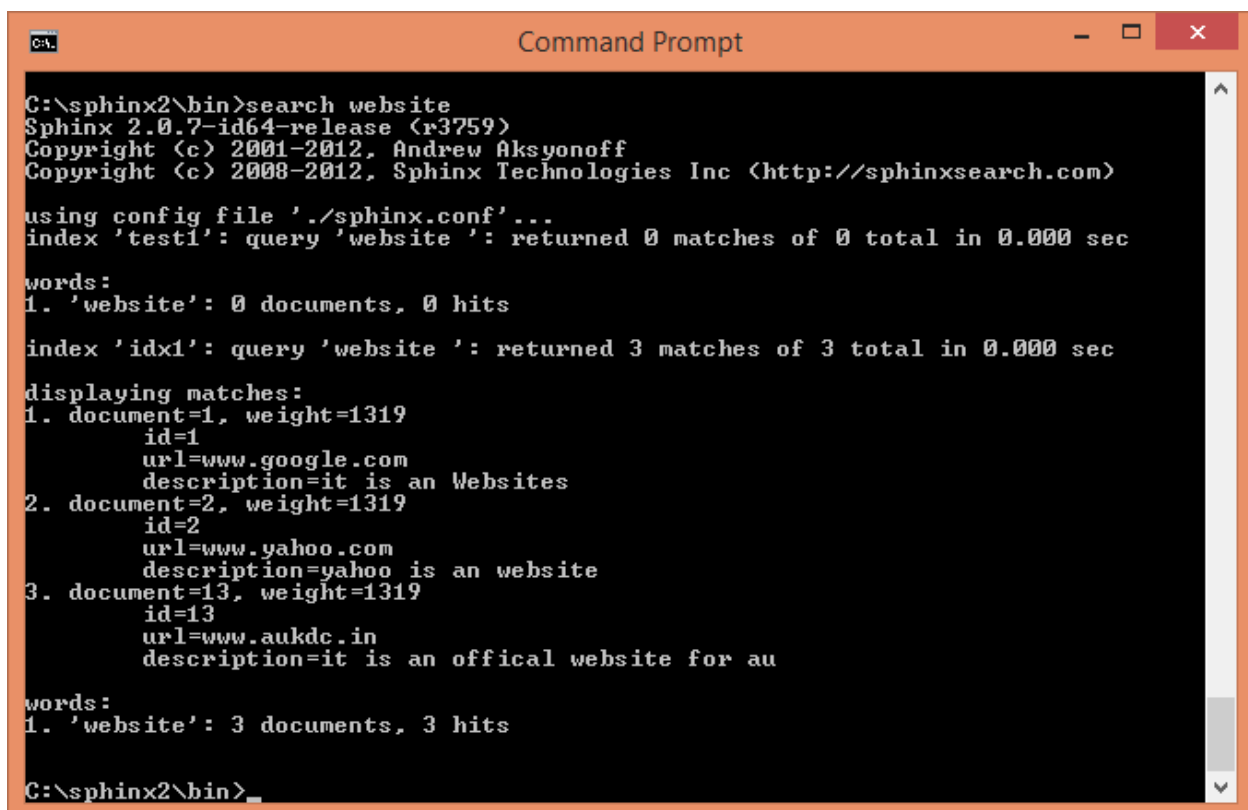 Command Prompt
C:\sphinx2\bin>search website
Sphinx 2.0.7-id64-release (r3759)
Copyright (c) 2001-2012, Andrew Aksyonoff
Copyright (c) 2008-2012, Sphinx Technologies Inc (http://sphinxsearch.com)
using config file './sphinx.conf'...
index 'test1': query 'website ': returned 0 matches of 0 total in 0.000 sec
words:
1. 'website': 0 documents, 0 hits
index 'idx1': query 'website ': returned 3 matches of 3 total in 0.000 sec
displaying matches:
1. document=1, weight=1319
id=1
url=www.google.com
description=it is an Websites
2. document=2, weight=1319
id=2
url=www.yahoo.com
description=yahoo is an website
3. document=13, weight=1319
id=13
url=www.aukdc.in
description=it is an offical website for au
words:
1. 'website': 3 documents, 3 hits
C:\sphinx2\bin>_